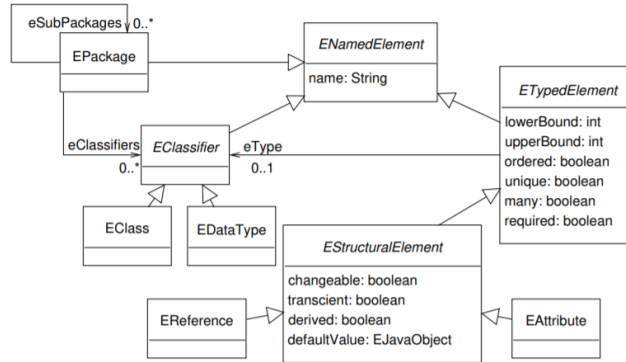 eSubPackages 0..*
EPackage
ENamedElement
name: String
ETypedElement
lowerBound: int
upperBound: int
ordered: boolean
unique: boolean
many: boolean
required: boolean
eClassifiers
0..*
EClassifier
eType
0..1
EClass
EDataType
EStructuralElement
changeable: boolean
transcient: boolean
derived: boolean
defaultValue: EJavaObject
EReference
EAttribute